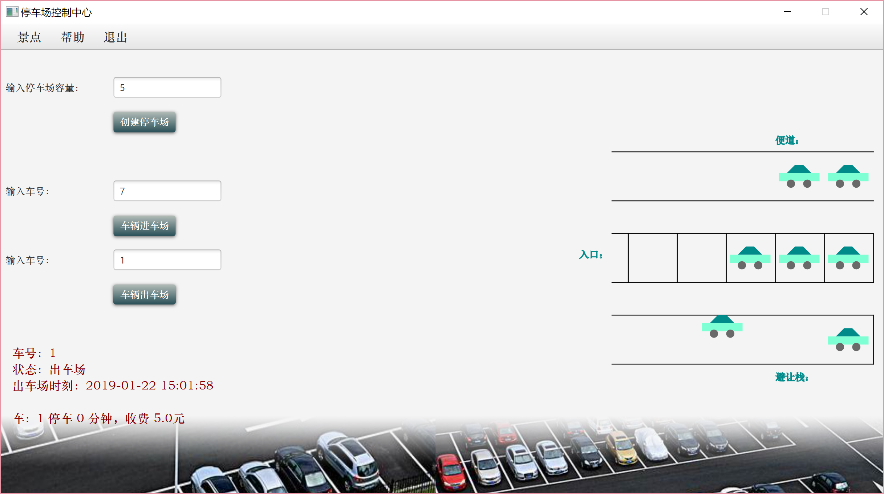 停车场控制中心
景点 帮助 退出
输入停车场容量: 5
创建停车场
便道:
输入车号: 7
车辆进车场
入口:
输入车号: 1
车辆出车场
车号: 1
状态: 出车场
出车场时刻: 2019-01-22 15:01:58
避让栈:
车: 1 停车 0 分钟, 收费 5.0元